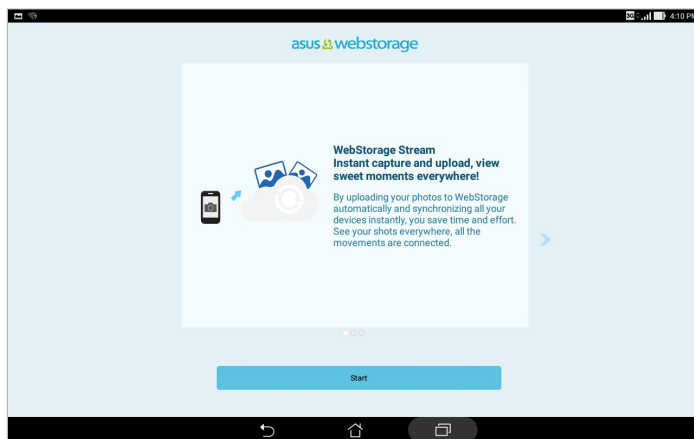 3G 4:10 PM
asus webstorage
WebStorage Stream
Instant capture and upload, view
sweet moments everywhere!
By uploading your photos to WebStorage
automatically and synchronizing all your
devices instantly, you save time and effort.
See your shots everywhere, all the
movements are connected.
Start